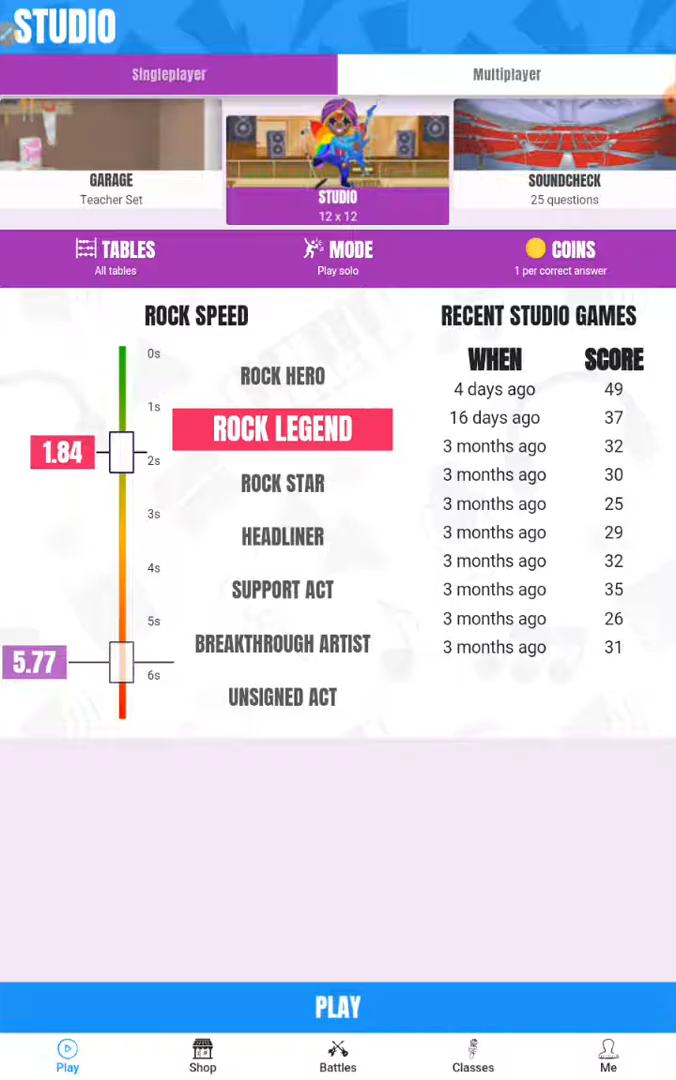 STUDIO
Singleplayer
Multiplayer
GARAGE
Teacher Set
STUDIO
12 x 12
SOUNDCHECK
25 questions
TABLES
All tables
MODE
Play solo
COINS
1 per correct answer
ROCK SPEED
0s
1s
2s
3s
4s
5s
6s
1.84
5.77
ROCK HERO
ROCK LEGEND
ROCK STAR
HEADLINER
SUPPORT ACT
BREAKTHROUGH ARTIST
UNSIGNED ACT
RECENT STUDIO GAMES
WHEN SCORE
4 days ago 49
16 days ago 37
3 months ago 32
3 months ago 30
3 months ago 25
3 months ago 29
3 months ago 32
3 months ago 35
3 months ago 26
3 months ago 31
PLAY
Play
Shop
Battles
Classes
Me